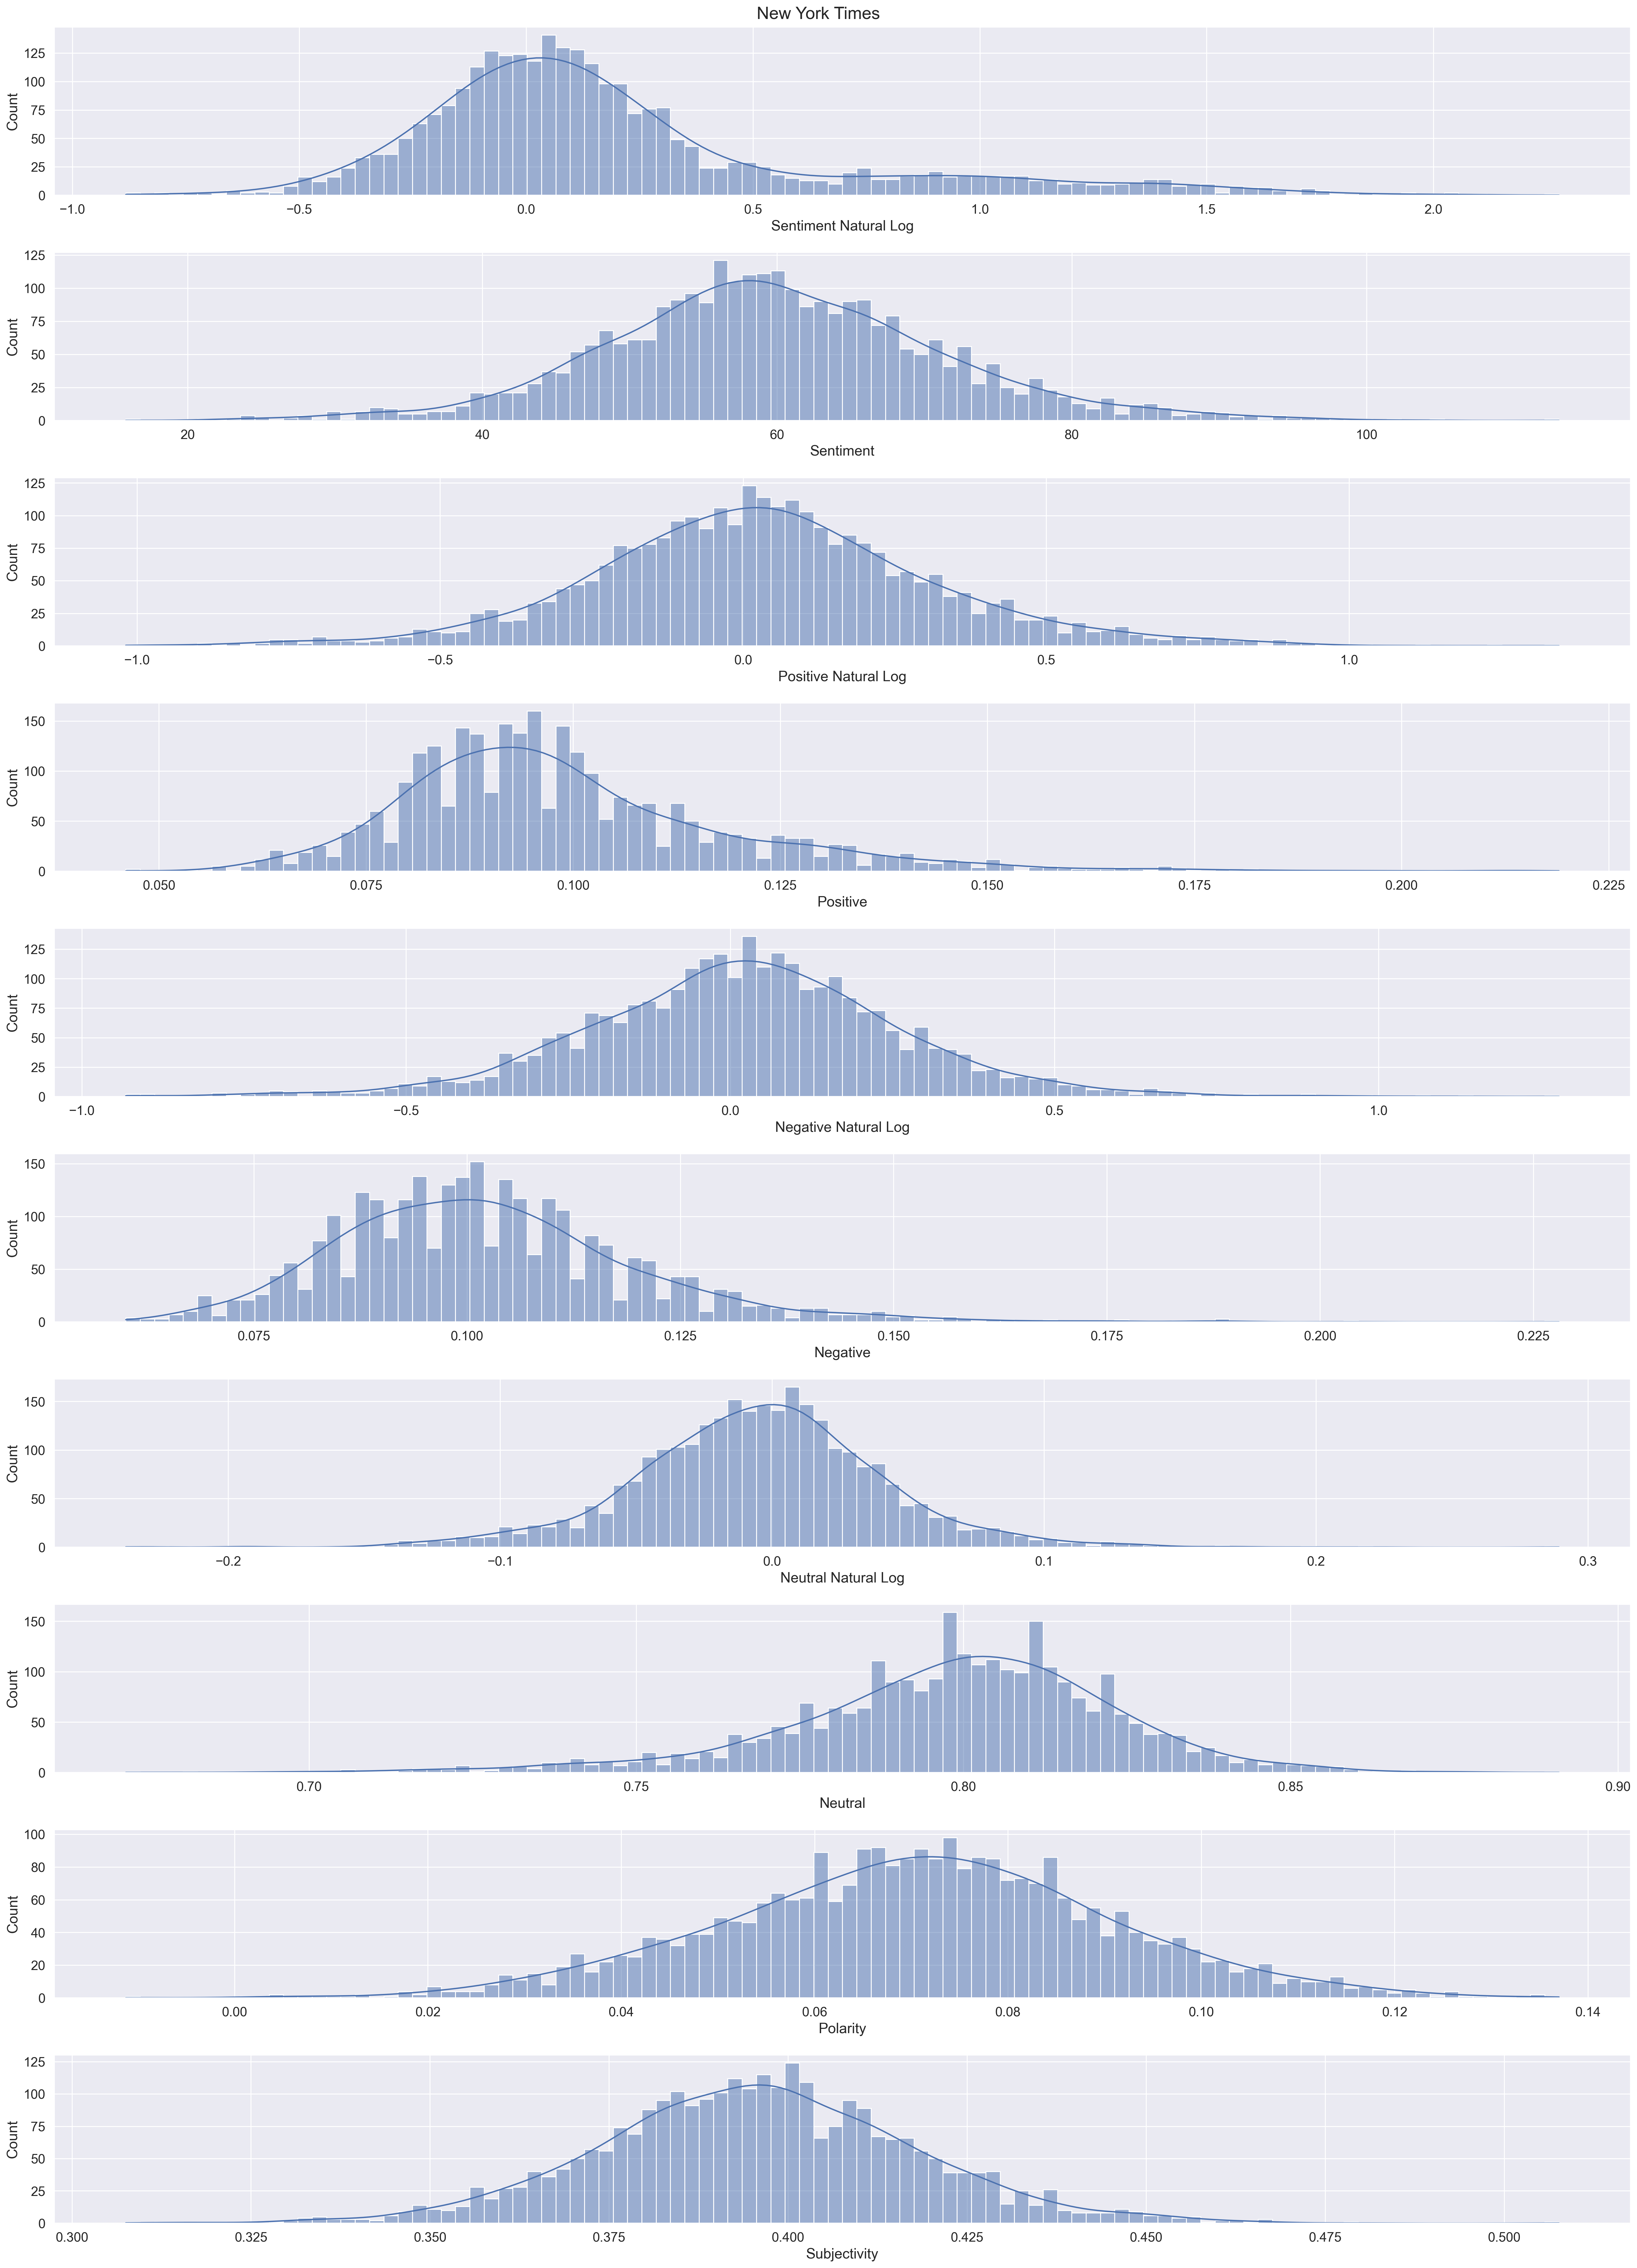 New York Times
125
100
75
50
25
0
Count
−1.0 −0.5 0.0 0.5 1.0 1.5 2.0
Sentiment Natural Log
125
100
75
50
25
0
Count
20 40 60 80 100
Sentiment
125
100
75
50
25
0
Count
−1.0 −0.5 0.0 0.5 1.0
Positive Natural Log
150
100
50
0
Count
0.050 0.075 0.100 0.125 0.150 0.175 0.200 0.225
Positive
125
100
75
50
25
0
Count
−1.0 −0.5 0.0 0.5 1.0
Negative Natural Log
150
100
50
0
Count
0.075 0.100 0.125 0.150 0.175 0.200 0.225
Negative
150
100
50
0
Count
−0.2 −0.1 0.0 0.1 0.2 0.3
Neutral Natural Log
150
100
50
0
Count
0.70 0.75 0.80 0.85 0.90
Neutral
100
80
60
40
20
0
Count
0.00 0.02 0.04 0.06 0.08 0.10 0.12 0.14
Polarity
125
100
75
50
25
0
Count
0.300 0.325 0.350 0.375 0.400 0.425 0.450 0.475 0.500
Subjectivity